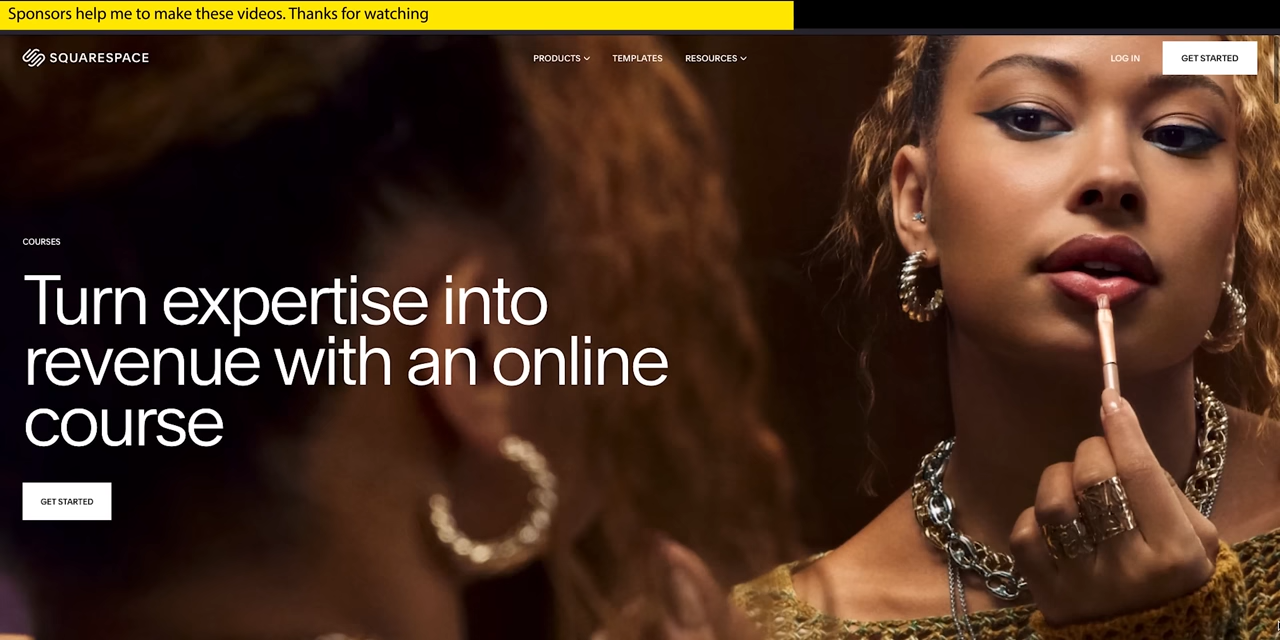 Sponsors help me to make these videos. Thanks for watching
SQUARESPACE
PRODUCTS
TEMPLATES
RESOURCES
LOG IN
GET STARTED
COURSES
Turn expertise into
revenue with an online
course
GET STARTED